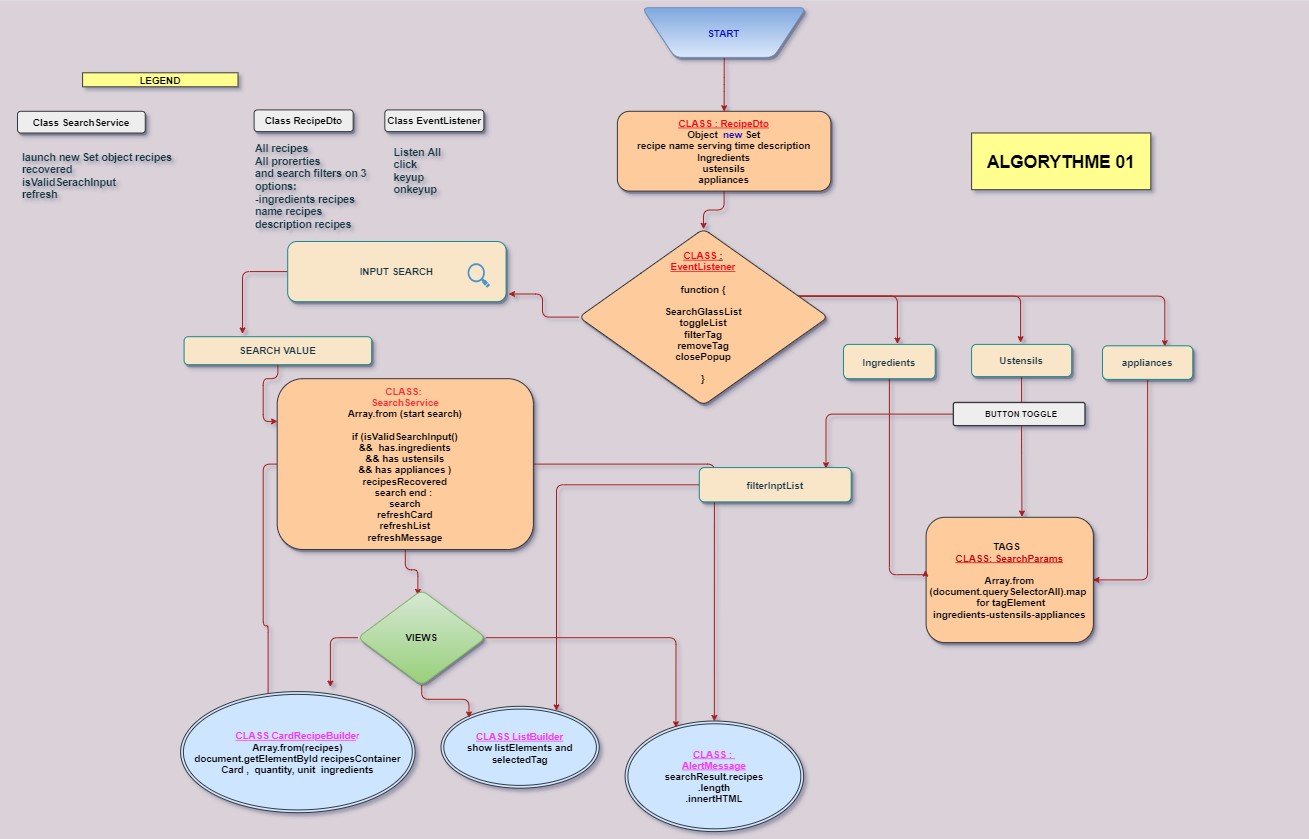 START
LEGEND
Class SearchService
launch new Set object recipes
recovered
isValidSerachInput
refresh
Class RecipeDto
All recipes
All prorerties
and search filters on 3
options:
-ingredients recipes
name recipes
description recipes
Class EventListener
Listen All
click
keyup
onkeyup
CLASS : RecipeDto
Object new Set
recipe name serving time description
Ingredients
ustensils
appliances
ALGORYTHME 01
CLASS :
EventListener
function {
SearchGlassList
toggleList
filterTag
removeTag
closePopup
}
INPUT SEARCH
SEARCH VALUE
Ingredients
Ustensils
appliances
BUTTON TOGGLE
CLASS:
SearchService
Array.from (start search)
if (isValidSearchInput()
&& has.ingredients
&& has ustensils
&& has appliances )
recipesRecovered
search end :
search
refreshCard
refreshList
refreshMessage
filterInptList
TAGS
CLASS: SearchParams
Array.from
(document.querySelectorAll).map
for tagElement
ingredients-ustensils-appliances
VIEWS
CLASS CardRecipeBuilder
Array.from(recipes)
document.getElementById recipesContainer
Card , quantity, unit ingredients
CLASS ListBuilder
show listElements and
selectedTag
CLASS :
AlertMessage
searchResult.recipes
.length
.innertHTML